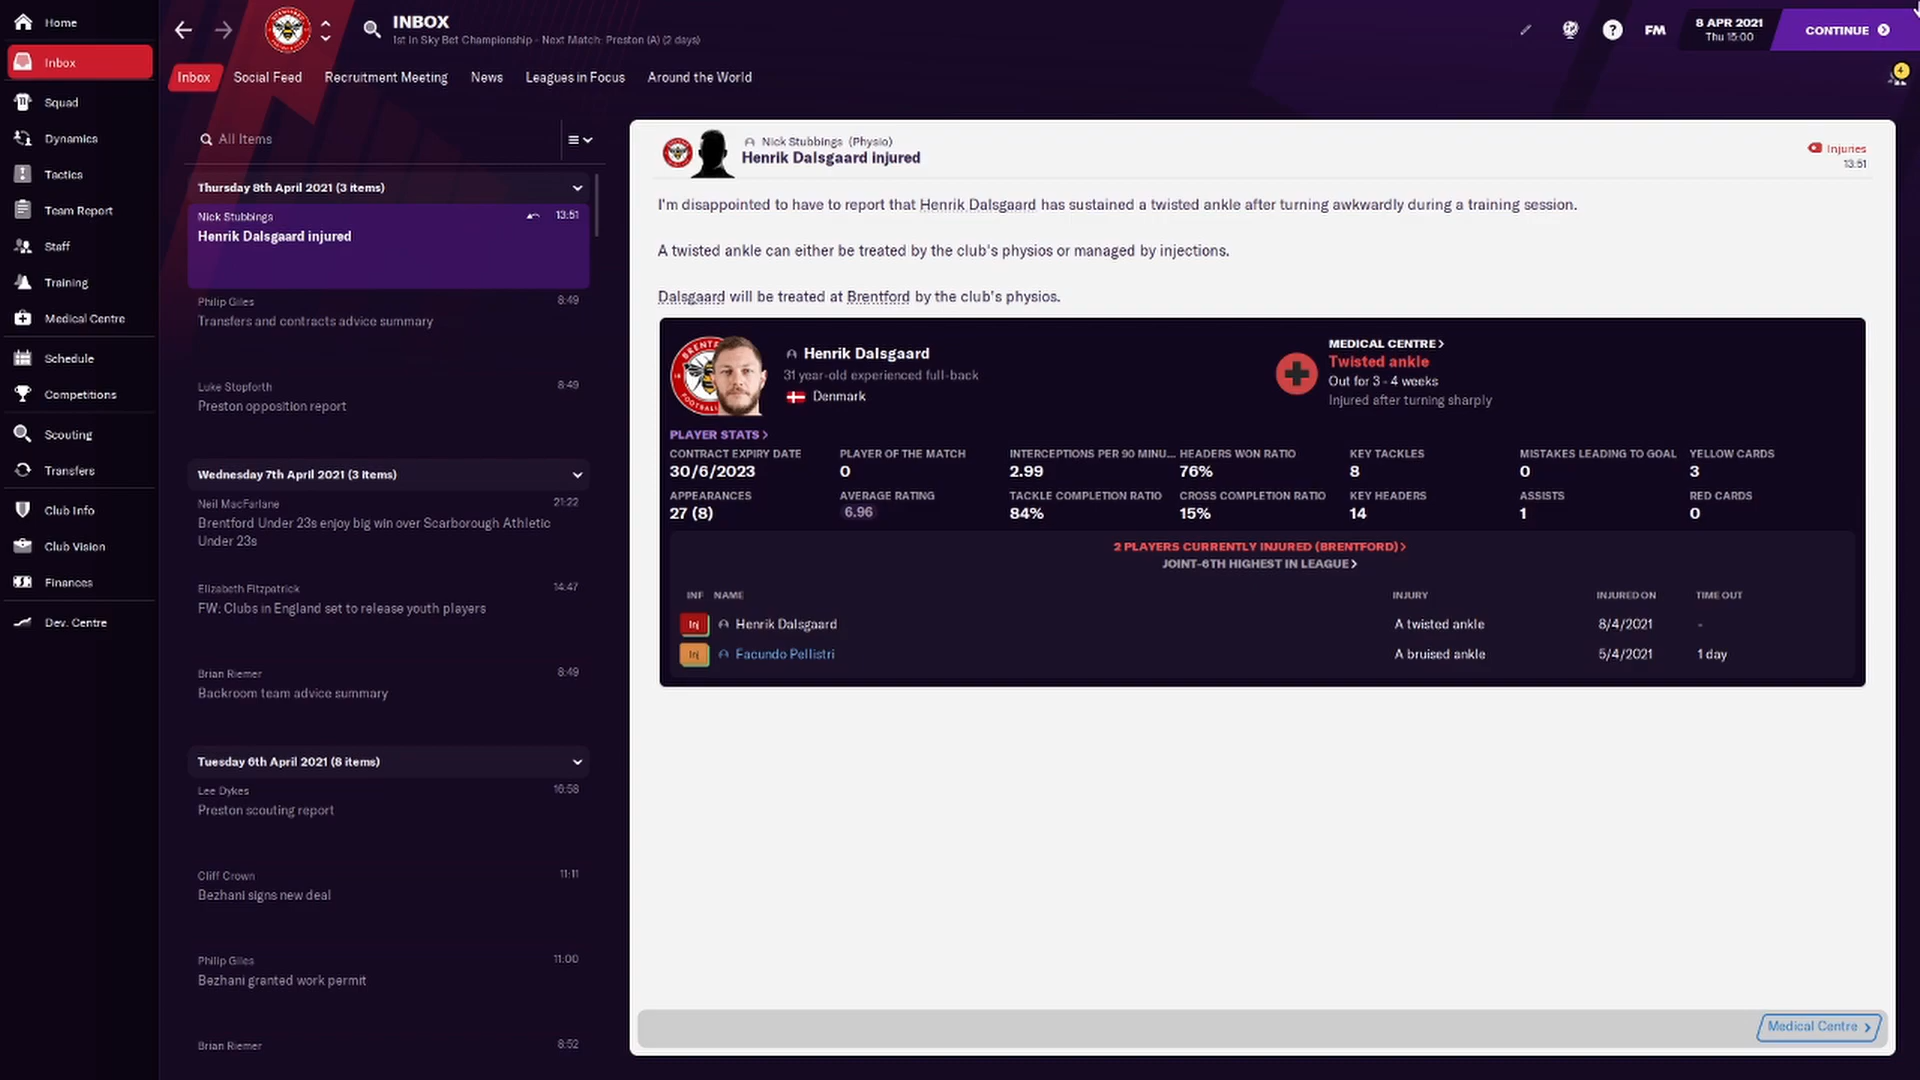 Home
Inbox
Squad
Dynamics
Tactics
Team Report
Staff
Training
Medical Centre
Schedule
Competitions
Scouting
Transfers
Club Info
Club Vision
Finances
Dev. Centre
INBOX
1st in Sky Bet Championship - Next Match: Preston (A) (2 days)
FM
8 APR 2021
Thu 15:00
CONTINUE
Inbox
Social Feed
Recruitment Meeting
News
Leagues in Focus
Around the World
All Items
Thursday 8th April 2021 (3 items)
Nick Stubbings 13:51
Henrik Dalsgaard injured
Philip Giles 8:49
Transfers and contracts advice summary
Luke Stopforth 8:49
Preston opposition report
Wednesday 7th April 2021 (3 items)
Neil MacFarlane 21:22
Brentford Under 23s enjoy big win over Scarborough Athletic
Under 23s
Elizabeth Fitzpatrick 14:47
FW: Clubs in England set to release youth players
Brian Riemer 8:49
Backroom team advice summary
Tuesday 6th April 2021 (8 items)
Lee Dykes 16:58
Preston scouting report
Cliff Crown 11:11
Bezhani signs new deal
Philip Giles 11:00
Bezhani granted work permit
Brian Riemer 8:52
Nick Stubbings (Physio)
Henrik Dalsgaard injured
Injuries
13:51
I'm disappointed to have to report that Henrik Dalsgaard has sustained a twisted ankle after turning awkwardly during a training session.
A twisted ankle can either be treated by the club's physios or managed by injections.
Dalsgaard will be treated at Brentford by the club's physios.
Henrik Dalsgaard
31 year-old experienced full-back
Denmark
MEDICAL CENTRE >
Twisted ankle
Out for 3 - 4 weeks
Injured after turning sharply
PLAYER STATS >
CONTRACT EXPIRY DATE PLAYER OF THE MATCH INTERCEPTIONS PER 90 MINU... HEADERS WON RATIO KEY TACKLES MISTAKES LEADING TO GOAL YELLOW CARDS
30/6/2023 0 2.99 76% 8 0 3
APPEARANCES AVERAGE RATING TACKLE COMPLETION RATIO CROSS COMPLETION RATIO KEY HEADERS ASSISTS RED CARDS
27 (8) 6.96 84% 15% 14 1 0
2 PLAYERS CURRENTLY INJURED (BRENTFORD) >
JOINT-6TH HIGHEST IN LEAGUE >
INF NAME INJURY INJURED ON TIME OUT
Inj Henrik Dalsgaard A twisted ankle 8/4/2021 -
Inj Facundo Pellistri A bruised ankle 5/4/2021 1 day
Medical Centre >